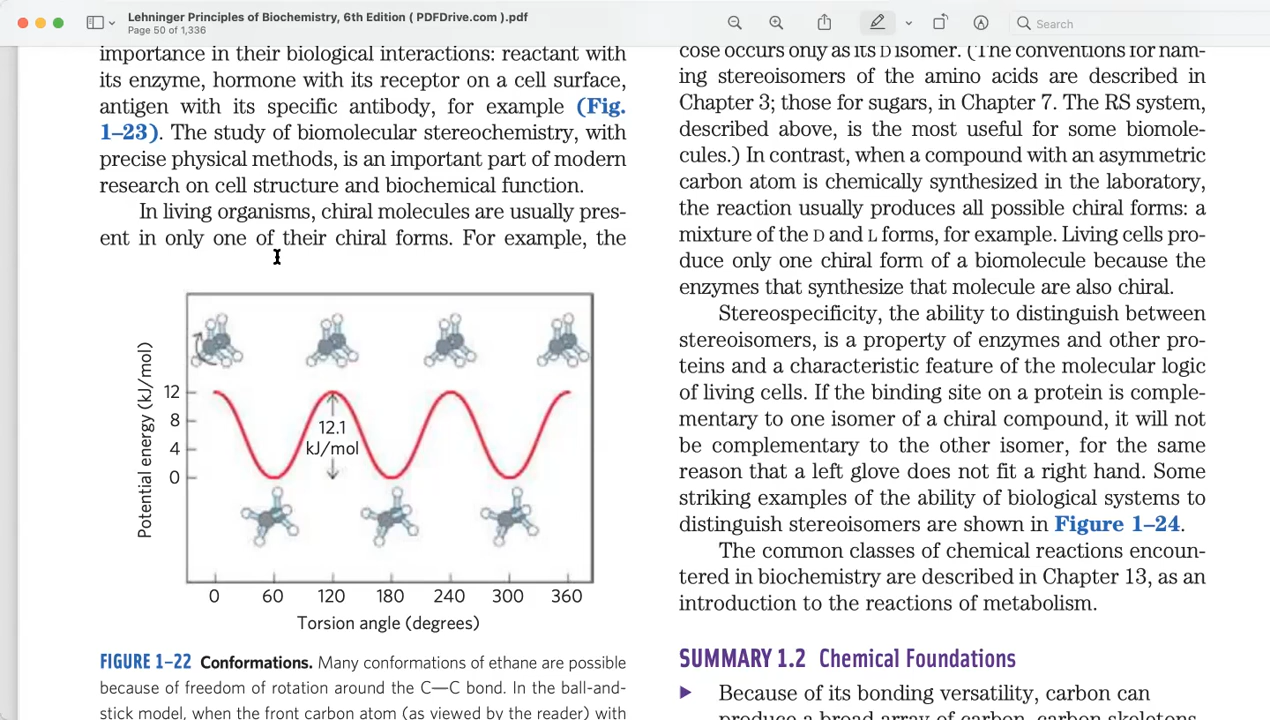 Lehninger Principles of Biochemistry, 6th Edition ( PDFDrive.com ).pdf
Page 50 of 1,336
Search
importance in their biological interactions: reactant with
its enzyme, hormone with its receptor on a cell surface,
antigen with its specific antibody, for example (Fig.
1–23). The study of biomolecular stereochemistry, with
precise physical methods, is an important part of modern
research on cell structure and biochemical function.
In living organisms, chiral molecules are usually pres-
ent in only one of their chiral forms. For example, the
Potential energy (kJ/mol)
12
8
4
0
12.1
kJ/mol
0 60 120 180 240 300 360
Torsion angle (degrees)
FIGURE 1–22 Conformations. Many conformations of ethane are possible
because of freedom of rotation around the C—C bond. In the ball-and-
stick model, when the front carbon atom (as viewed by the reader) with
cose occurs only as its D isomer. (The conventions for nam-
ing stereoisomers of the amino acids are described in
Chapter 3; those for sugars, in Chapter 7. The RS system,
described above, is the most useful for some biomole-
cules.) In contrast, when a compound with an asymmetric
carbon atom is chemically synthesized in the laboratory,
the reaction usually produces all possible chiral forms: a
mixture of the D and L forms, for example. Living cells pro-
duce only one chiral form of a biomolecule because the
enzymes that synthesize that molecule are also chiral.
Stereospecificity, the ability to distinguish between
stereoisomers, is a property of enzymes and other pro-
teins and a characteristic feature of the molecular logic
of living cells. If the binding site on a protein is comple-
mentary to one isomer of a chiral compound, it will not
be complementary to the other isomer, for the same
reason that a left glove does not fit a right hand. Some
striking examples of the ability of biological systems to
distinguish stereoisomers are shown in Figure 1–24.
The common classes of chemical reactions encoun-
tered in biochemistry are described in Chapter 13, as an
introduction to the reactions of metabolism.
SUMMARY 1.2 Chemical Foundations
▶ Because of its bonding versatility, carbon can
produce a broad array of carbon–carbon skeletons